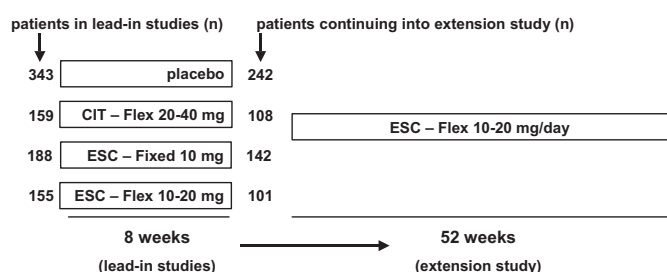 patients in lead-in studies (n) patients continuing into extension study (n)
343 placebo 242
159 CIT – Flex 20-40 mg 108
ESC – Flex 10-20 mg/day
188 ESC – Fixed 10 mg 142
155 ESC – Flex 10-20 mg 101
8 weeks 52 weeks
(lead-in studies) (extension study)